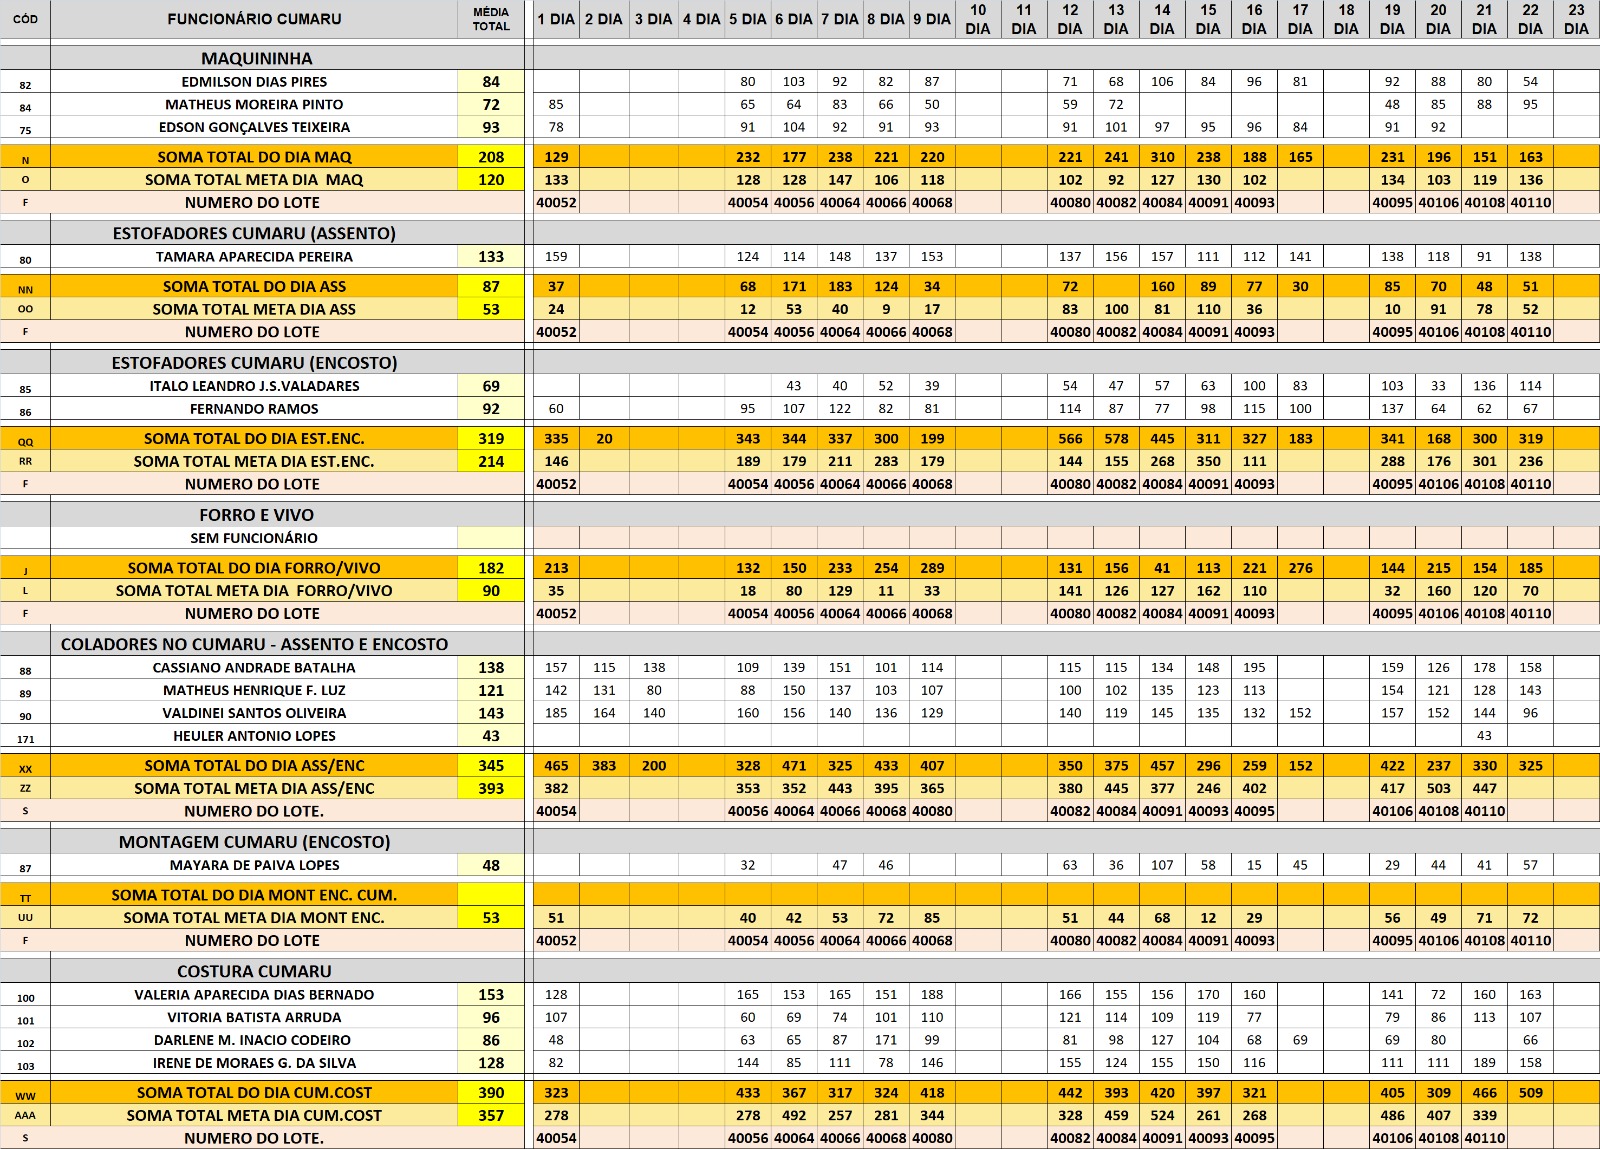 CÓD FUNCIONÁRIO CUMARU MÉDIA TOTAL 1 DIA 2 DIA 3 DIA 4 DIA 5 DIA 6 DIA 7 DIA 8 DIA 9 DIA 10 DIA 11 DIA 12 DIA 13 DIA 14 DIA 15 DIA 16 DIA 17 DIA 18 DIA 19 DIA 20 DIA 21 DIA 22 DIA 23 DIA
MAQUININHA
82 EDMILSON DIAS PIRES 84 80 103 92 82 87 71 68 106 84 96 81 92 88 80 54
84 MATHEUS MOREIRA PINTO 72 85 65 64 83 66 50 59 72 48 85 88 95
75 EDSON GONÇALVES TEIXEIRA 93 78 91 104 92 91 93 91 101 97 95 96 84 91 92
N SOMA TOTAL DO DIA MAQ 208 129 232 177 238 221 220 221 241 310 238 188 165 231 196 151 163
O SOMA TOTAL META DIA MAQ 120 133 128 128 147 106 118 102 92 127 130 102 134 103 119 136
F NUMERO DO LOTE 40052 40054 40056 40064 40066 40068 40080 40082 40084 40091 40093 40095 40106 40108 40110
ESTOFADORES CUMARU (ASSENTO)
80 TAMARA APARECIDA PEREIRA 133 159 124 114 148 137 153 137 156 157 111 112 141 138 118 91 138
NN SOMA TOTAL DO DIA ASS 87 37 68 171 183 124 34 72 160 89 77 30 85 70 48 51
OO SOMA TOTAL META DIA ASS 53 24 12 53 40 9 17 83 100 81 110 36 10 91 78 52
F NUMERO DO LOTE 40052 40054 40056 40064 40066 40068 40080 40082 40084 40091 40093 40095 40106 40108 40110
ESTOFADORES CUMARU (ENCOSTO)
85 ITALO LEANDRO J.S.VALADARES 69 43 40 52 39 54 47 57 63 100 83 103 33 136 114
86 FERNANDO RAMOS 92 60 95 107 122 82 81 114 87 77 98 115 100 137 64 62 67
QQ SOMA TOTAL DO DIA EST.ENC. 319 335 20 343 344 337 300 199 566 578 445 311 327 183 341 168 300 319
RR SOMA TOTAL META DIA EST.ENC. 214 146 189 179 211 283 179 144 155 268 350 111 288 176 301 236
F NUMERO DO LOTE 40052 40054 40056 40064 40066 40068 40080 40082 40084 40091 40093 40095 40106 40108 40110
FORRO E VIVO
SEM FUNCIONÁRIO
J SOMA TOTAL DO DIA FORRO/VIVO 182 213 132 150 233 254 289 131 156 41 113 221 276 144 215 154 185
L SOMA TOTAL META DIA FORRO/VIVO 90 35 18 80 129 11 33 141 126 127 162 110 32 160 120 70
F NUMERO DO LOTE 40052 40054 40056 40064 40066 40068 40080 40082 40084 40091 40093 40095 40106 40108 40110
COLADORES NO CUMARU - ASSENTO E ENCOSTO
88 CASSIANO ANDRADE BATALHA 138 157 115 138 109 139 151 101 114 115 115 134 148 195 159 126 178 158
89 MATHEUS HENRIQUE F. LUZ 121 142 131 80 88 150 137 103 107 100 102 135 123 113 154 121 128 143
90 VALDINEI SANTOS OLIVEIRA 143 185 164 140 160 156 140 136 129 140 119 145 135 132 152 157 152 144 96
171 HEULER ANTONIO LOPES 43 43
XX SOMA TOTAL DO DIA ASS/ENC 345 465 383 200 328 471 325 433 407 350 375 457 296 259 152 422 237 330 325
ZZ SOMA TOTAL META DIA ASS/ENC 393 382 353 352 443 395 365 380 445 377 246 402 417 503 447
S NUMERO DO LOTE. 40054 40056 40064 40066 40068 40080 40082 40084 40091 40093 40095 40106 40108 40110
MONTAGEM CUMARU (ENCOSTO)
87 MAYARA DE PAIVA LOPES 48 32 47 46 63 36 107 58 15 45 29 44 41 57
TT SOMA TOTAL DO DIA MONT ENC. CUM.
UU SOMA TOTAL META DIA MONT ENC. 53 51 40 42 53 72 85 51 44 68 12 29 56 49 71 72
F NUMERO DO LOTE 40052 40054 40056 40064 40066 40068 40080 40082 40084 40091 40093 40095 40106 40108 40110
COSTURA CUMARU
100 VALERIA APARECIDA DIAS BERNADO 153 128 165 153 165 151 188 166 155 156 170 160 141 72 160 163
101 VITORIA BATISTA ARRUDA 96 107 60 69 74 101 110 121 114 109 119 77 79 86 113 107
102 DARLENE M. INACIO CODEIRO 86 48 63 65 87 171 99 81 98 127 104 68 69 69 80 66
103 IRENE DE MORAES G. DA SILVA 128 82 144 85 111 78 146 155 124 155 150 116 111 111 189 158
WW SOMA TOTAL DO DIA CUM.COST 390 323 433 367 317 324 418 442 393 420 397 321 405 309 466 509
AAA SOMA TOTAL META DIA CUM.COST 357 278 278 492 257 281 344 328 459 524 261 268 486 407 339
S NUMERO DO LOTE. 40054 40056 40064 40066 40068 40080 40082 40084 40091 40093 40095 40106 40108 40110